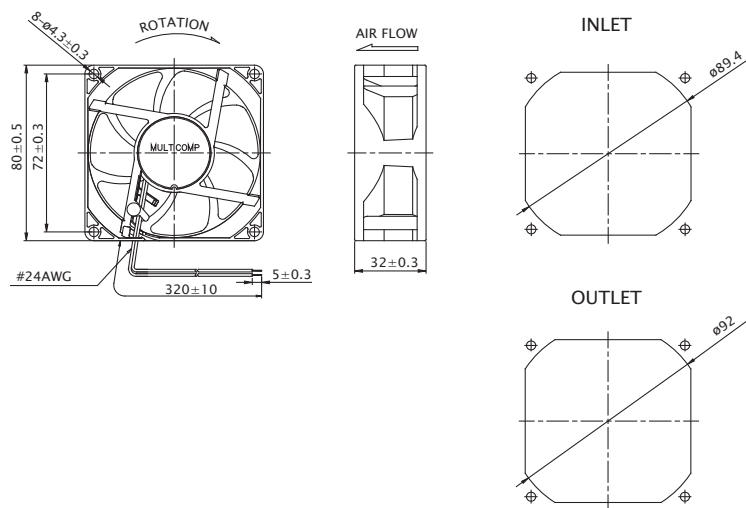 8-ø4.3±0.3
ROTATION
80±0.5
72±0.3
MULTICOMP
#24AWG
320±10
5±0.3
AIR FLOW
32±0.3
INLET
ø89.4
OUTLET
ø92